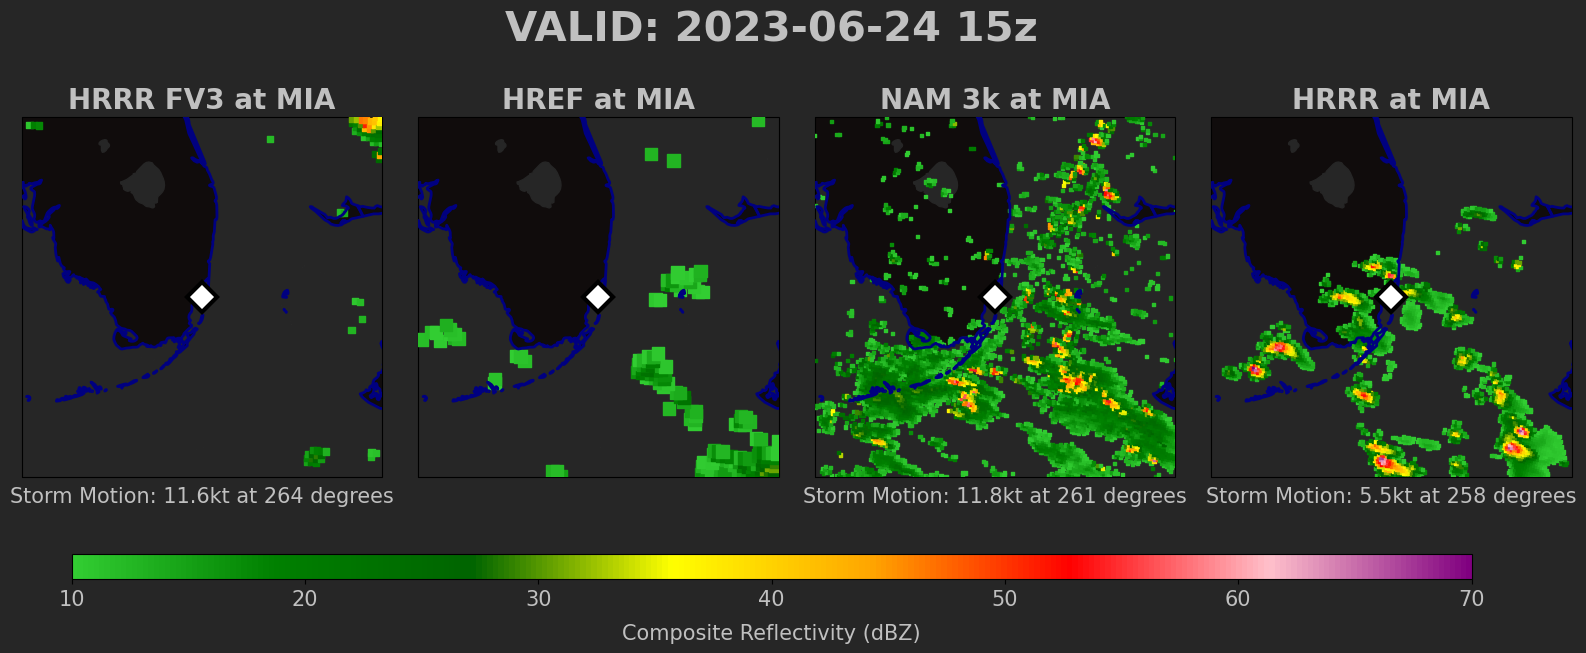 VALID: 2023-06-24 15z
HRRR FV3 at MIA
HREF at MIA
NAM 3k at MIA
HRRR at MIA
Storm Motion: 11.6kt at 264 degrees
Storm Motion: 11.8kt at 261 degrees
Storm Motion: 5.5kt at 258 degrees
10 20 30 40 50 60 70
Composite Reflectivity (dBZ)